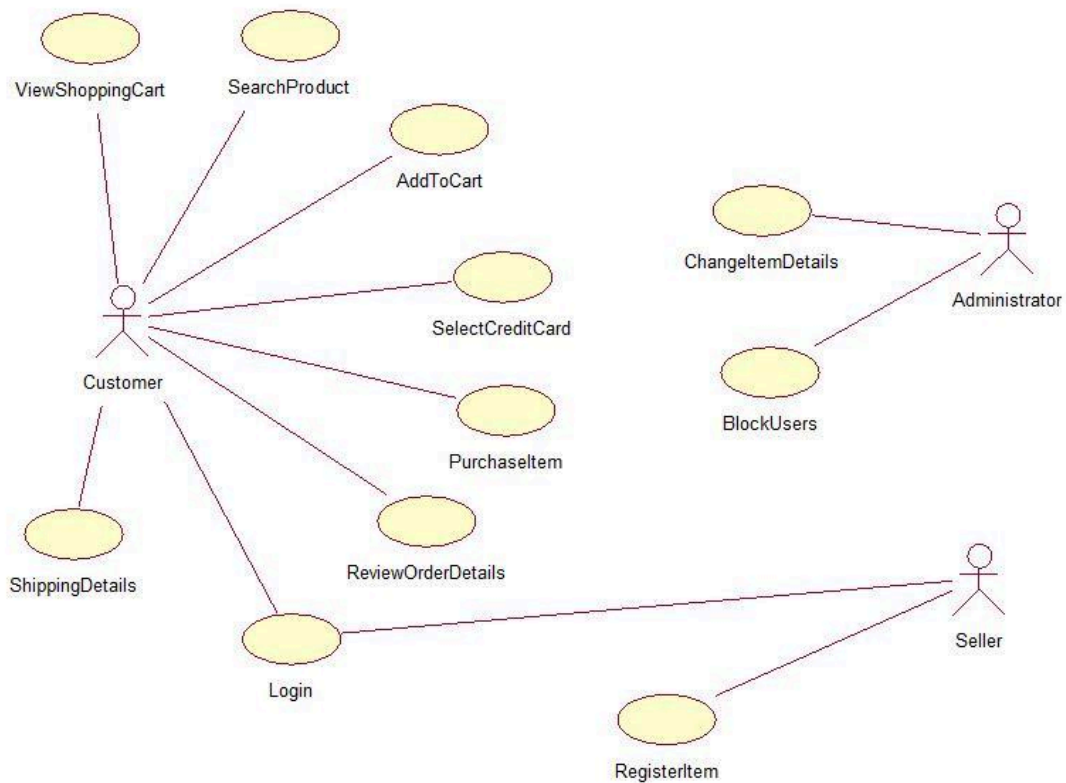 ViewShoppingCart
SearchProduct
AddToCart
ChangeItemDetails
Administrator
SelectCreditCard
Customer
BlockUsers
PurchaseItem
ReviewOrderDetails
ShippingDetails
Seller
Login
RegisterItem